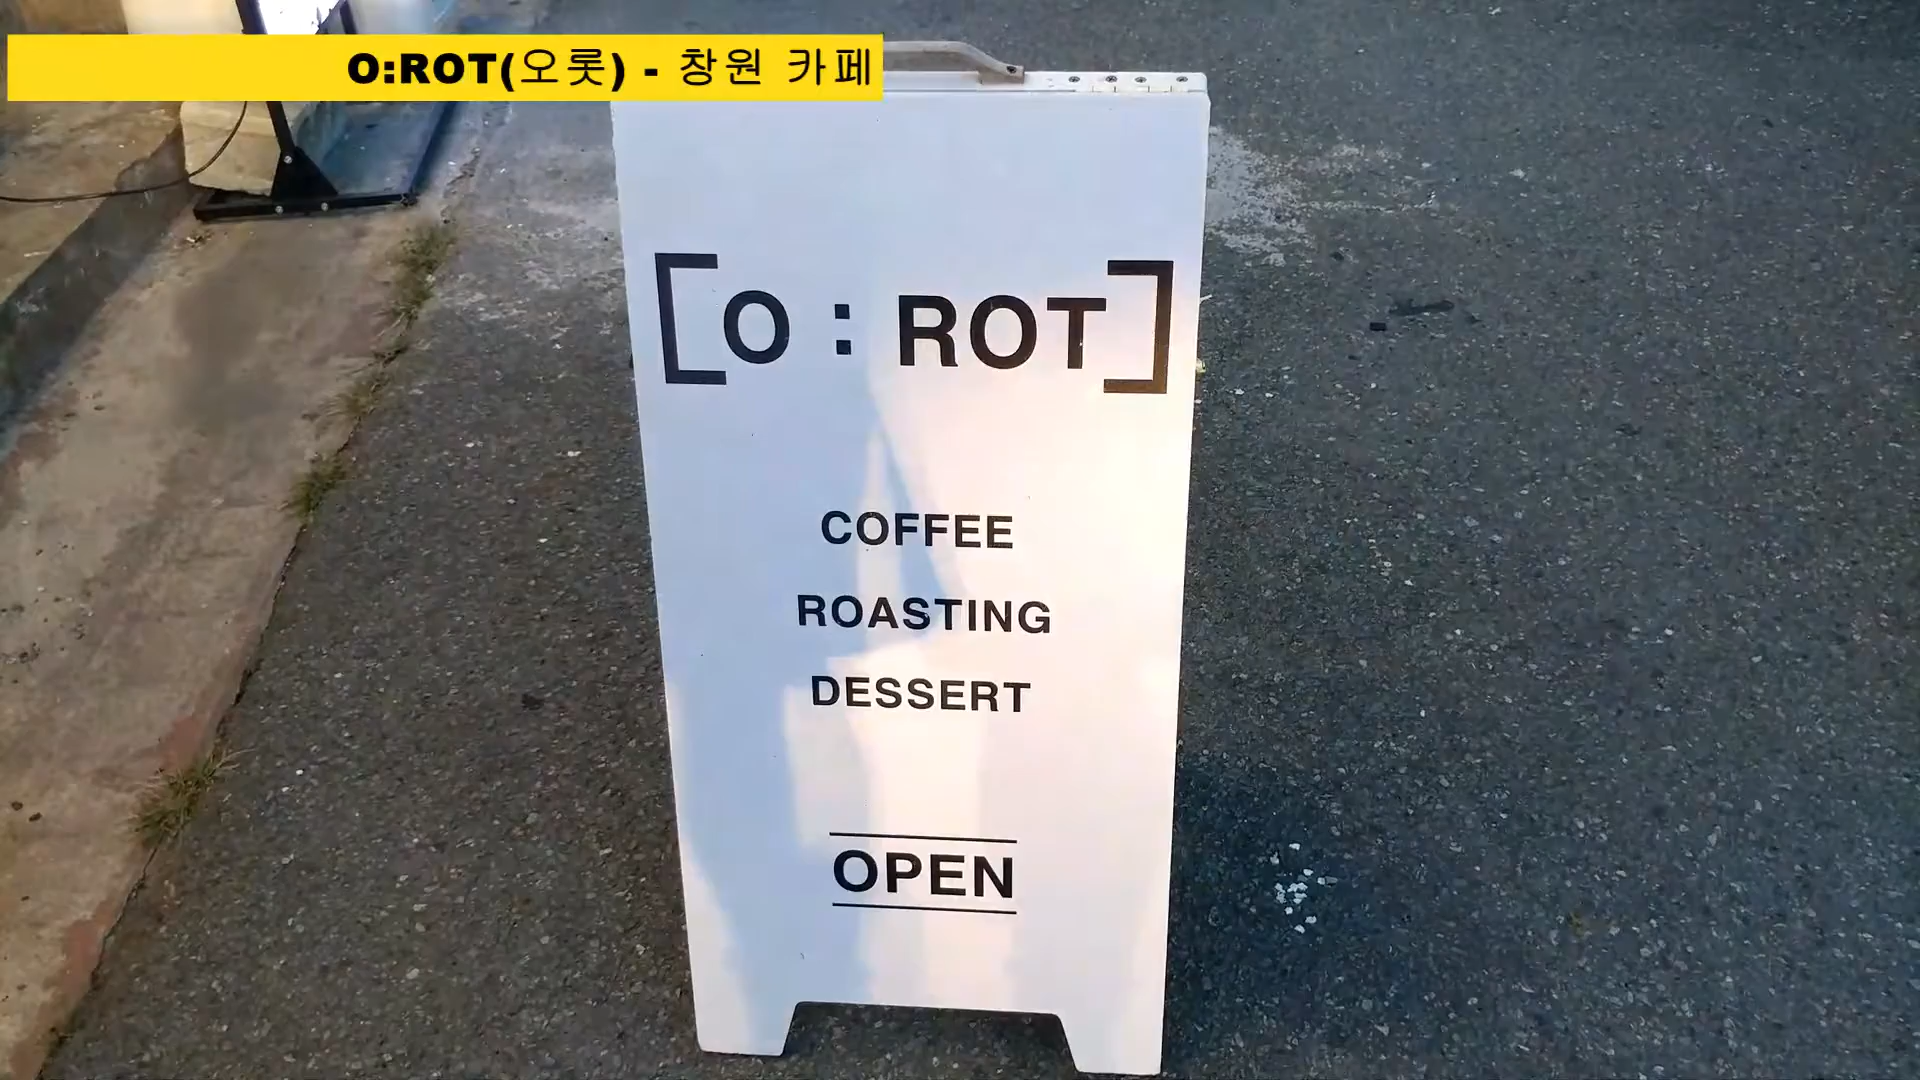 O:ROT(오롯) - 창원 카페
[O : ROT]
COFFEE
ROASTING
DESSERT
OPEN